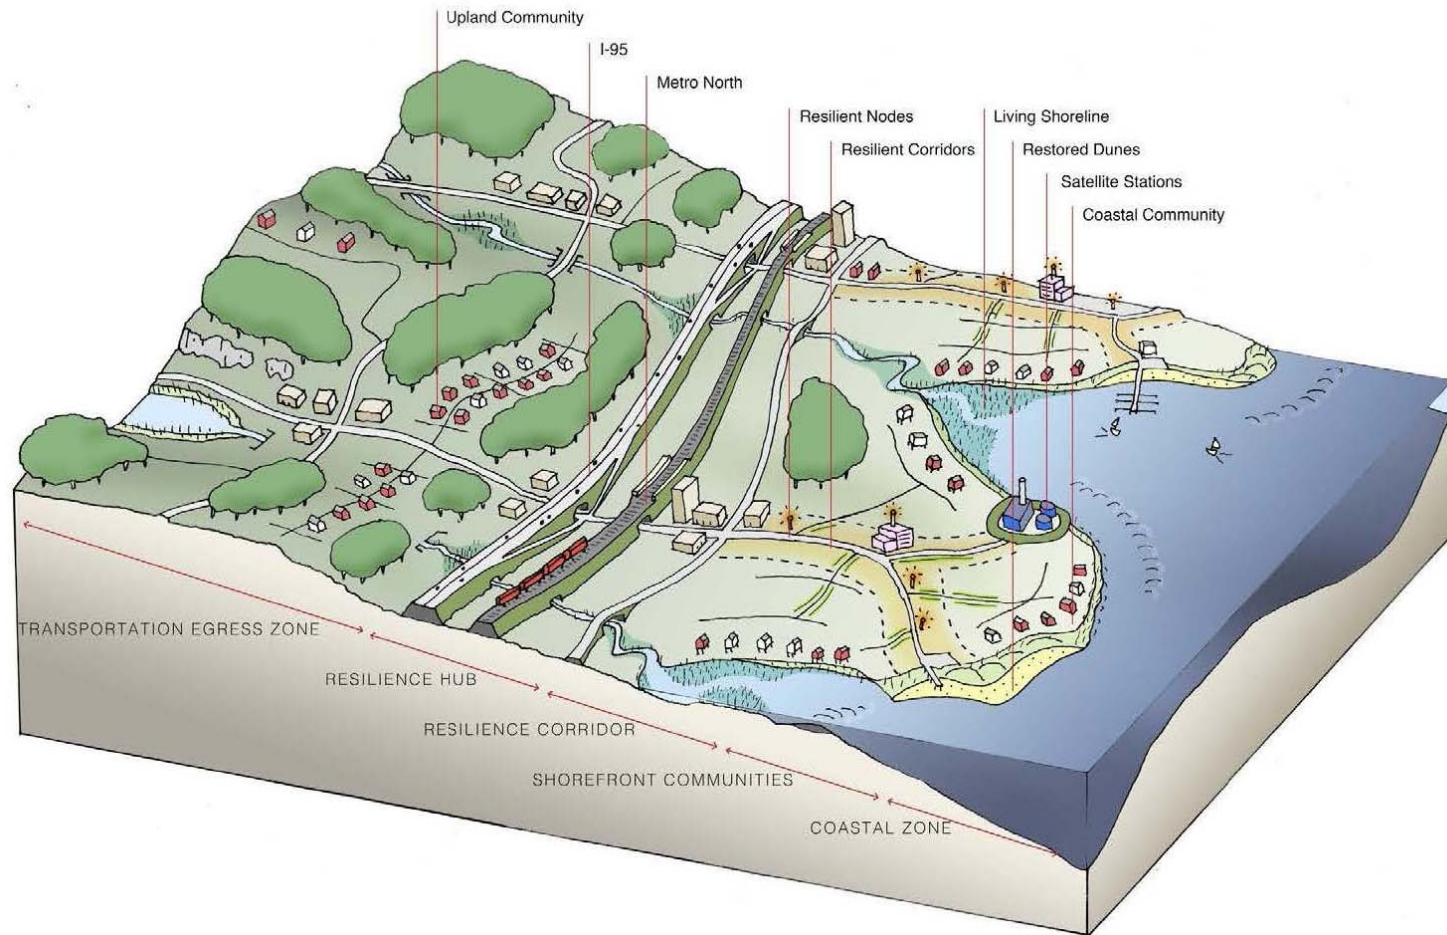 Upland Community
I-95
Metro North
Resilient Nodes
Living Shoreline
Resilient Corridors
Restored Dunes
Satellite Stations
Coastal Community
TRANSPORTATION EGRESS ZONE
RESILIENCE HUB
RESILIENCE CORRIDOR
SHOREFRONT COMMUNITIES
COASTAL ZONE